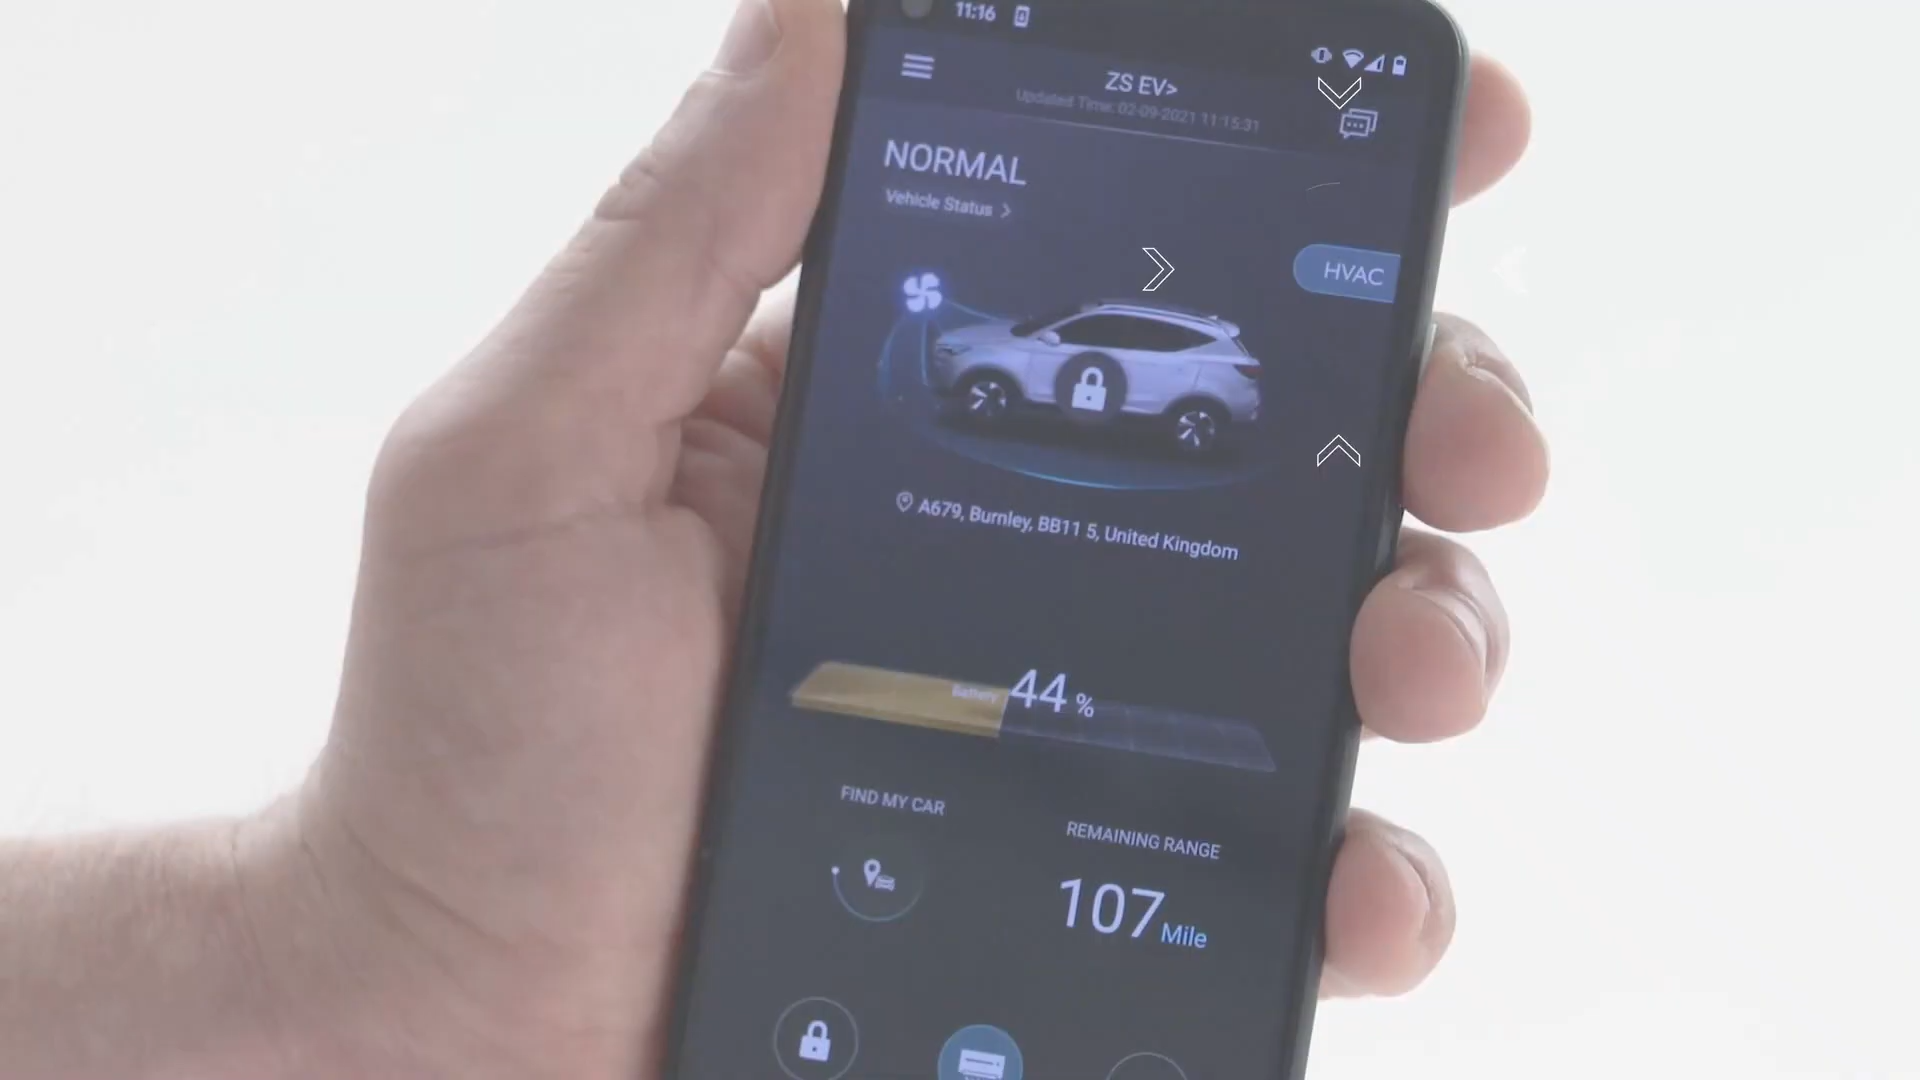 11:16
ZS EV>
Updated Time: 02-09-2021 11:15:31
NORMAL
Vehicle Status >
HVAC
A679, Burnley, BB11 5, United Kingdom
Battery 44 %
FIND MY CAR
REMAINING RANGE
107 Mile